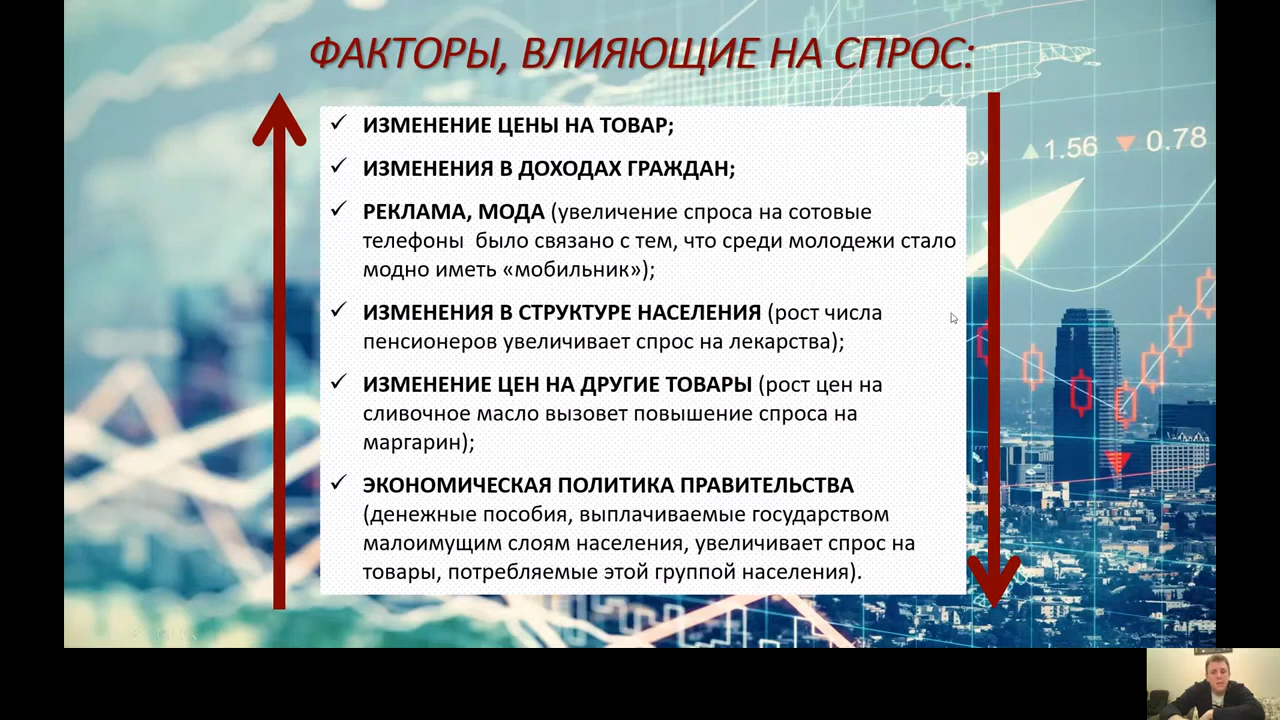 ФАКТОРЫ, ВЛИЯЮЩИЕ НА СПРОС:
✓ ИЗМЕНЕНИЕ ЦЕНЫ НА ТОВАР;
✓ ИЗМЕНЕНИЯ В ДОХОДАХ ГРАЖДАН;
✓ РЕКЛАМА, МОДА (увеличение спроса на сотовые
телефоны было связано с тем, что среди молодежи стало
модно иметь «мобильник»);
✓ ИЗМЕНЕНИЯ В СТРУКТУРЕ НАСЕЛЕНИЯ (рост числа
пенсионеров увеличивает спрос на лекарства);
✓ ИЗМЕНЕНИЕ ЦЕН НА ДРУГИЕ ТОВАРЫ (рост цен на
сливочное масло вызовет повышение спроса на
маргарин);
✓ ЭКОНОМИЧЕСКАЯ ПОЛИТИКА ПРАВИТЕЛЬСТВА
(денежные пособия, выплачиваемые государством
малоимущим слоям населения, увеличивает спрос на
товары, потребляемые этой группой населения).
▲1.56 ▼ 0.78